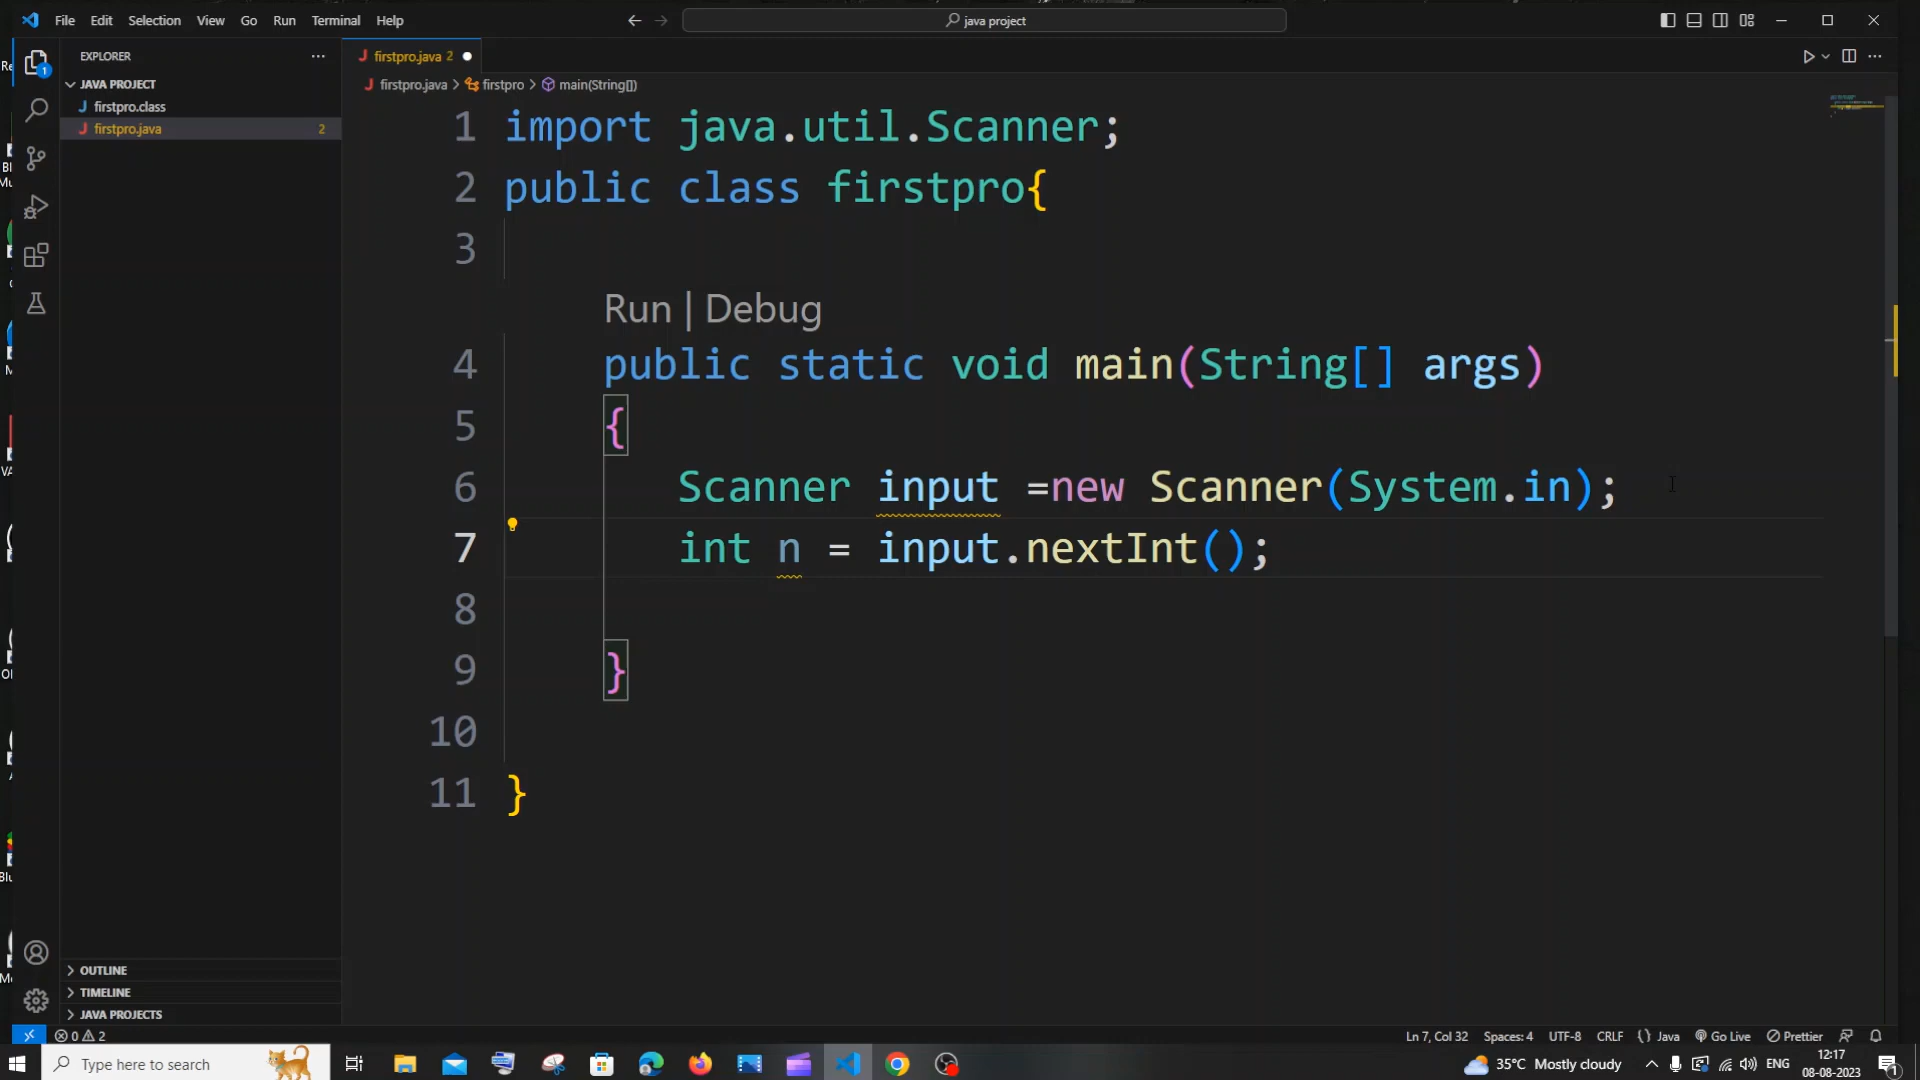 File Edit Selection View Go Run Terminal Help
java project
EXPLORER
JAVA PROJECT
firstpro.class
firstpro.java 2
OUTLINE
TIMELINE
JAVA PROJECTS
firstpro.java 2
firstpro.java > firstpro > main(String[])
1 import java.util.Scanner;
2 public class firstpro{
3
Run | Debug
4 public static void main(String[] args)
5 {
6 Scanner input =new Scanner(System.in);
7 int n = input.nextInt();
8
9 }
10
11 }
0 2
Ln 7, Col 32 Spaces: 4 UTF-8 CRLF {} Java Go Live Prettier
Type here to search
35°C Mostly cloudy ENG
12:17
08-08-2023
1